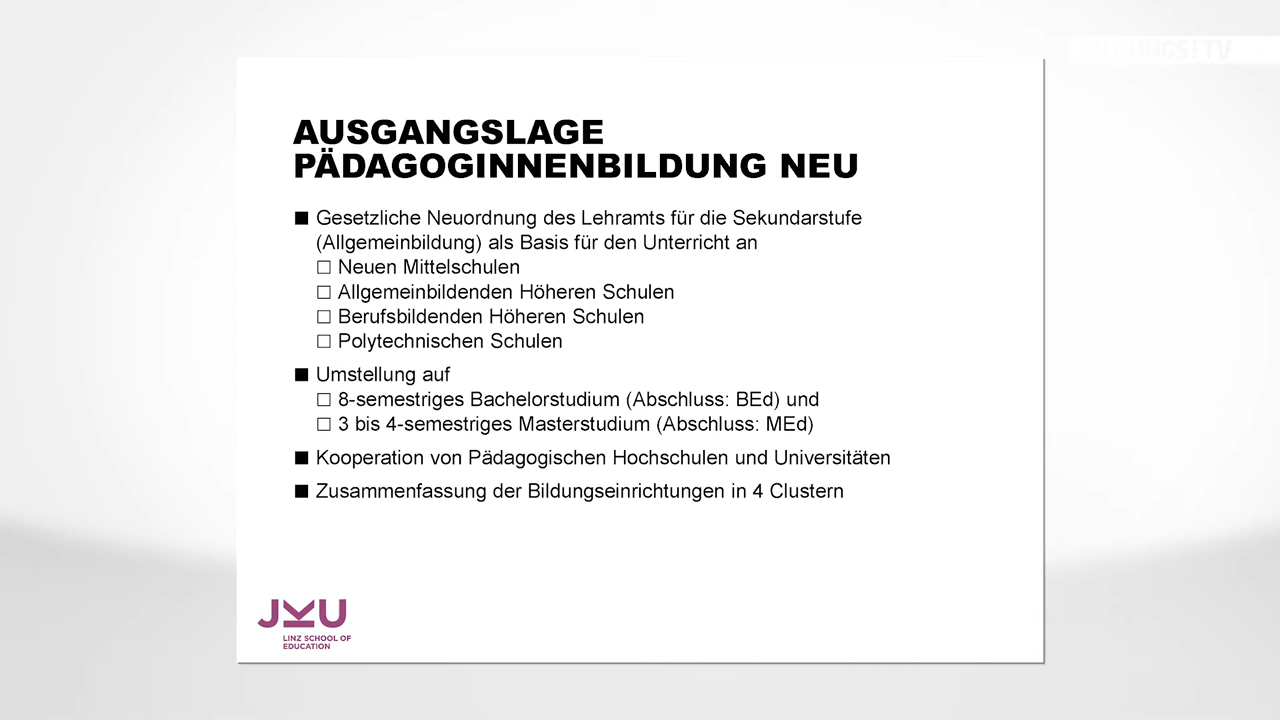 AUSGANGSLAGE
PÄDAGOGINNENBILDUNG NEU
■ Gesetzliche Neuordnung des Lehramts für die Sekundarstufe
(Allgemeinbildung) als Basis für den Unterricht an
□ Neuen Mittelschulen
□ Allgemeinbildenden Höheren Schulen
□ Berufsbildenden Höheren Schulen
□ Polytechnischen Schulen
■ Umstellung auf
□ 8-semestriges Bachelorstudium (Abschluss: BEd) und
□ 3 bis 4-semestriges Masterstudium (Abschluss: MEd)
■ Kooperation von Pädagogischen Hochschulen und Universitäten
■ Zusammenfassung der Bildungseinrichtungen in 4 Clustern
JKU
LINZ SCHOOL OF
EDUCATION